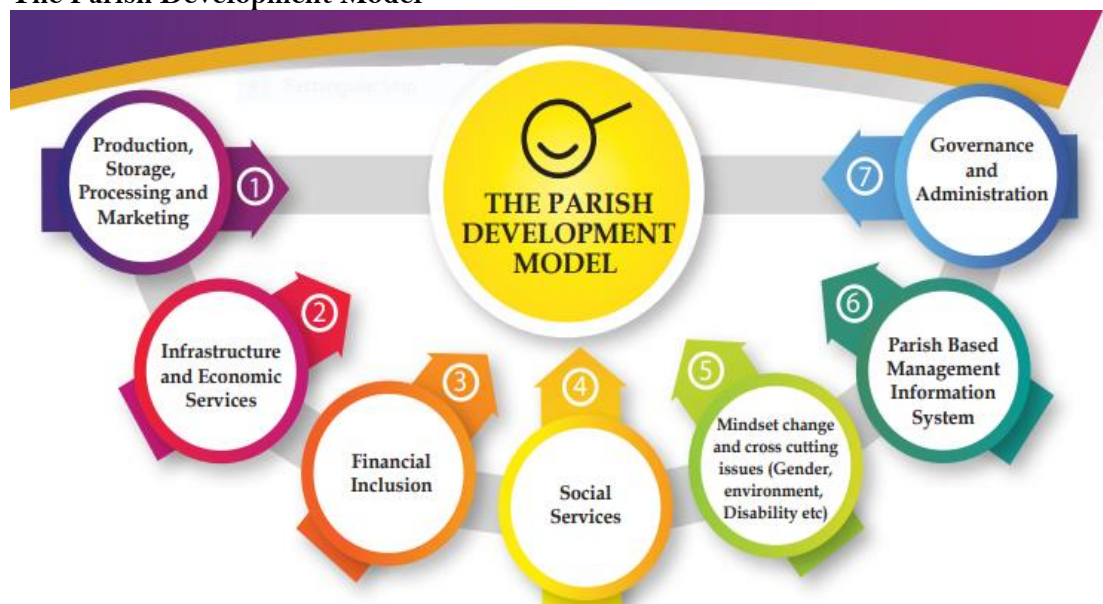 The Parish Development Model
THE PARISH
DEVELOPMENT
MODEL
Production,
Storage,
Processing and
Marketing
1
Infrastructure
and Economic
Services
2
Financial
Inclusion
3
Social
Services
4
Mindset change
and cross cutting
issues (Gender,
environment,
Disability etc)
5
Parish Based
Management
Information
System
6
Governance
and
Administration
7